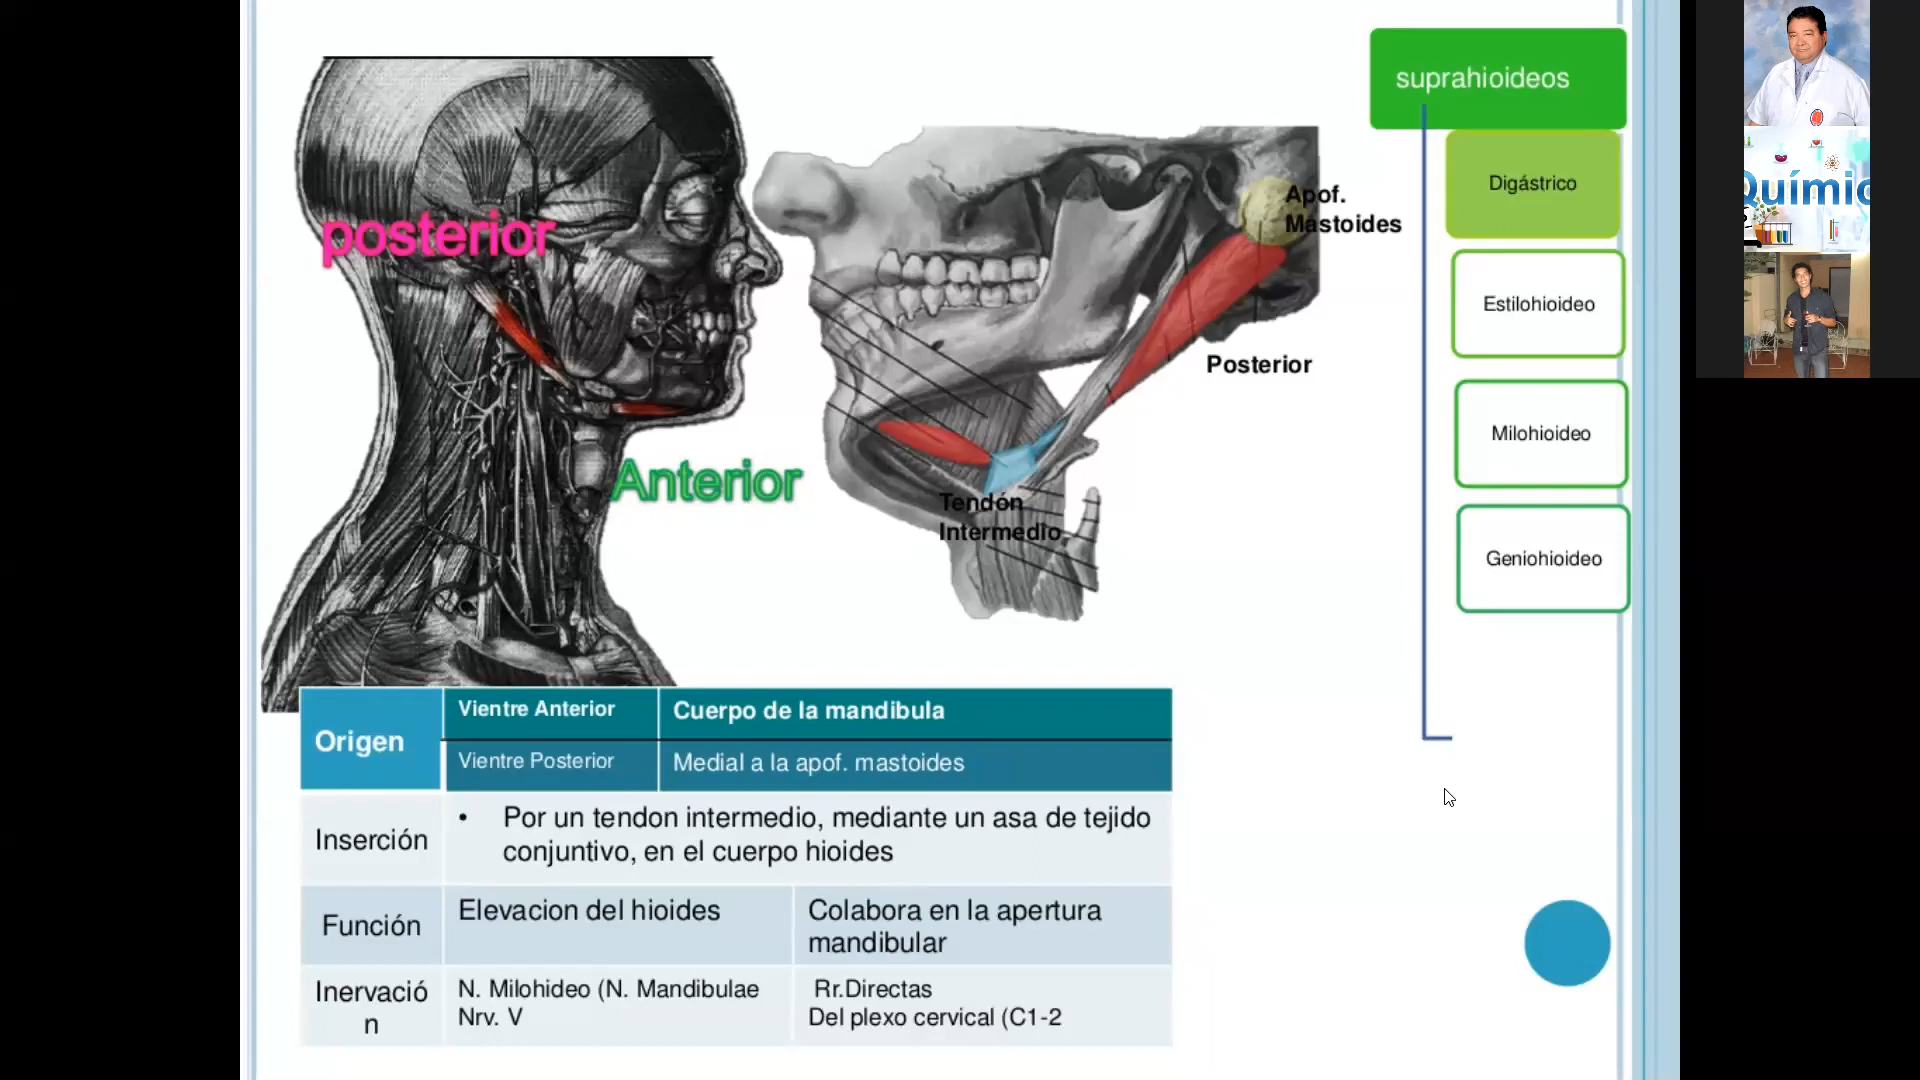 suprahioideos
Digástrico
Estilohioideo
Milohioideo
Geniohioideo
posterior
Anterior
Apof.
Mastoides
Posterior
Tendón
Intermedio
Origen
Vientre Anterior
Cuerpo de la mandibula
Vientre Posterior
Medial a la apof. mastoides
Inserción
• Por un tendon intermedio, mediante un asa de tejido
conjuntivo, en el cuerpo hioides
Función
Elevacion del hioides
Colabora en la apertura
mandibular
Inervació
n
N. Milohideo (N. Mandibulae
Nrv. V
Rr.Directas
Del plexo cervical (C1-2
Químic